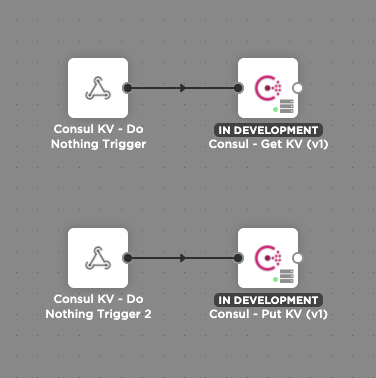 Consul KV - Do
Nothing Trigger
IN DEVELOPMENT
Consul - Get KV (v1)
Consul KV - Do
Nothing Trigger 2
IN DEVELOPMENT
Consul - Put KV (v1)